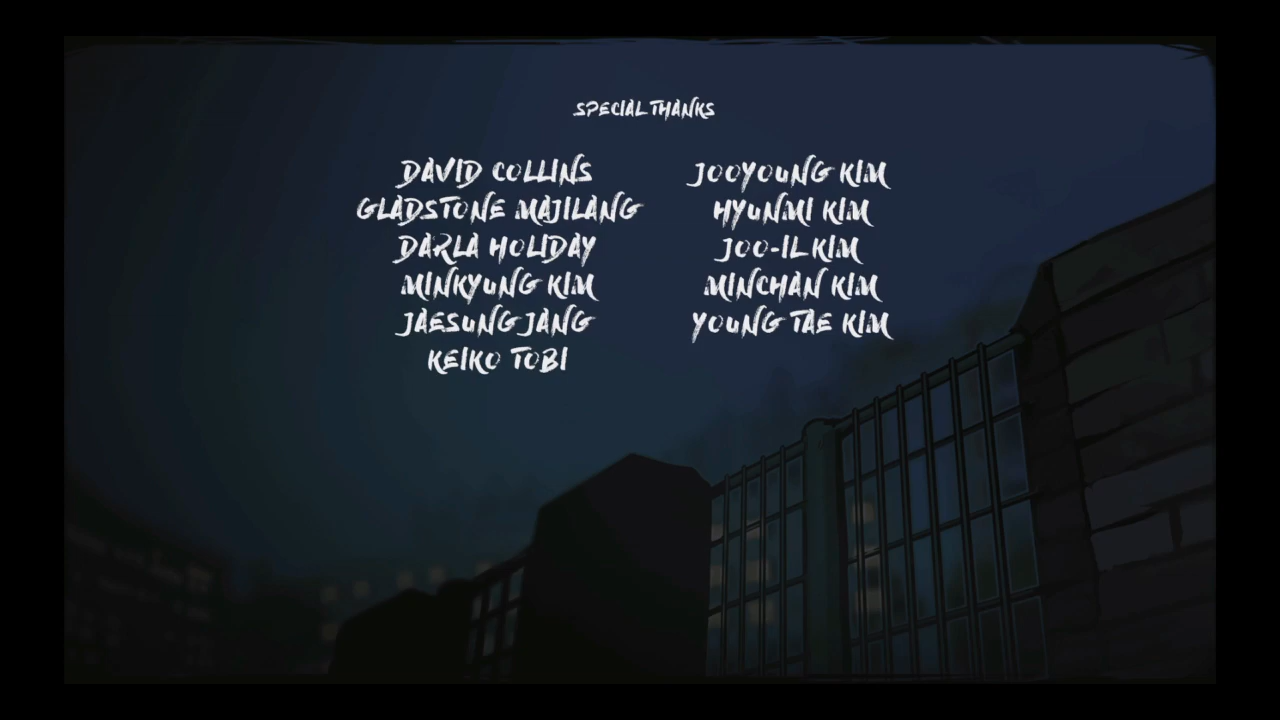 SPECIAL THANKS
DAVID COLLINS
GLADSTONE MAJILANG
DARLA HOLIDAY
MINKYUNG KIM
JAESUNG JANG
KEIKO TOBI
JOOYOUNG KIM
HYUNMI KIM
JOO-IL KIM
MINCHAN KIM
YOUNG TAE KIM